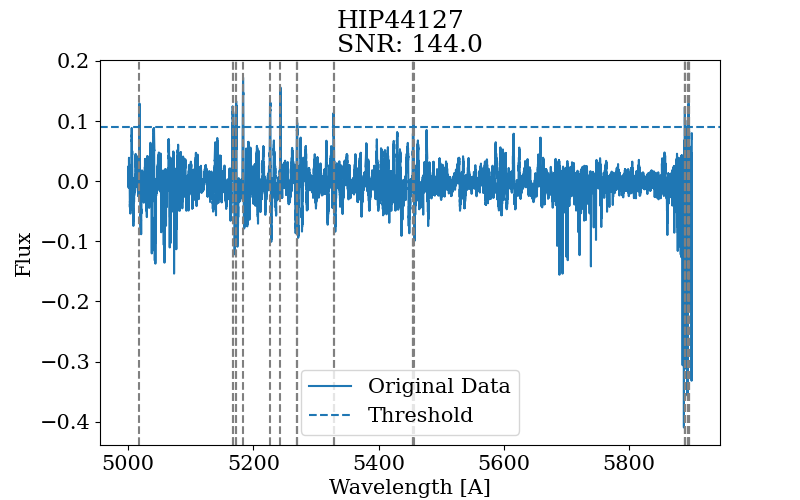 HIP44127
SNR: 144.0
0.2
0.1
0.0
−0.1
−0.2
−0.3
−0.4
Flux
Original Data
Threshold
5000 5200 5400 5600 5800
Wavelength [A]